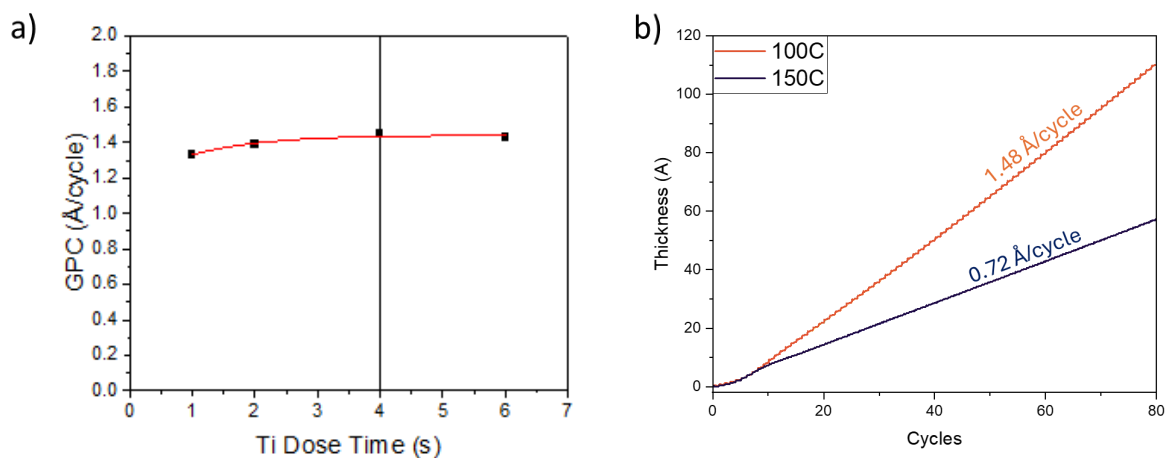 a)
2.0
1.8
1.6
1.4
1.2
1.0
0.8
0.6
0.4
0.2
0.0
GPC (Å/cycle)
0 1 2 3 4 5 6 7
Ti Dose Time (s)
b)
120
100
80
60
40
20
0
Thickness (A)
100C
150C
1.48 Å/cycle
0.72 Å/cycle
0 20 40 60 80
Cycles